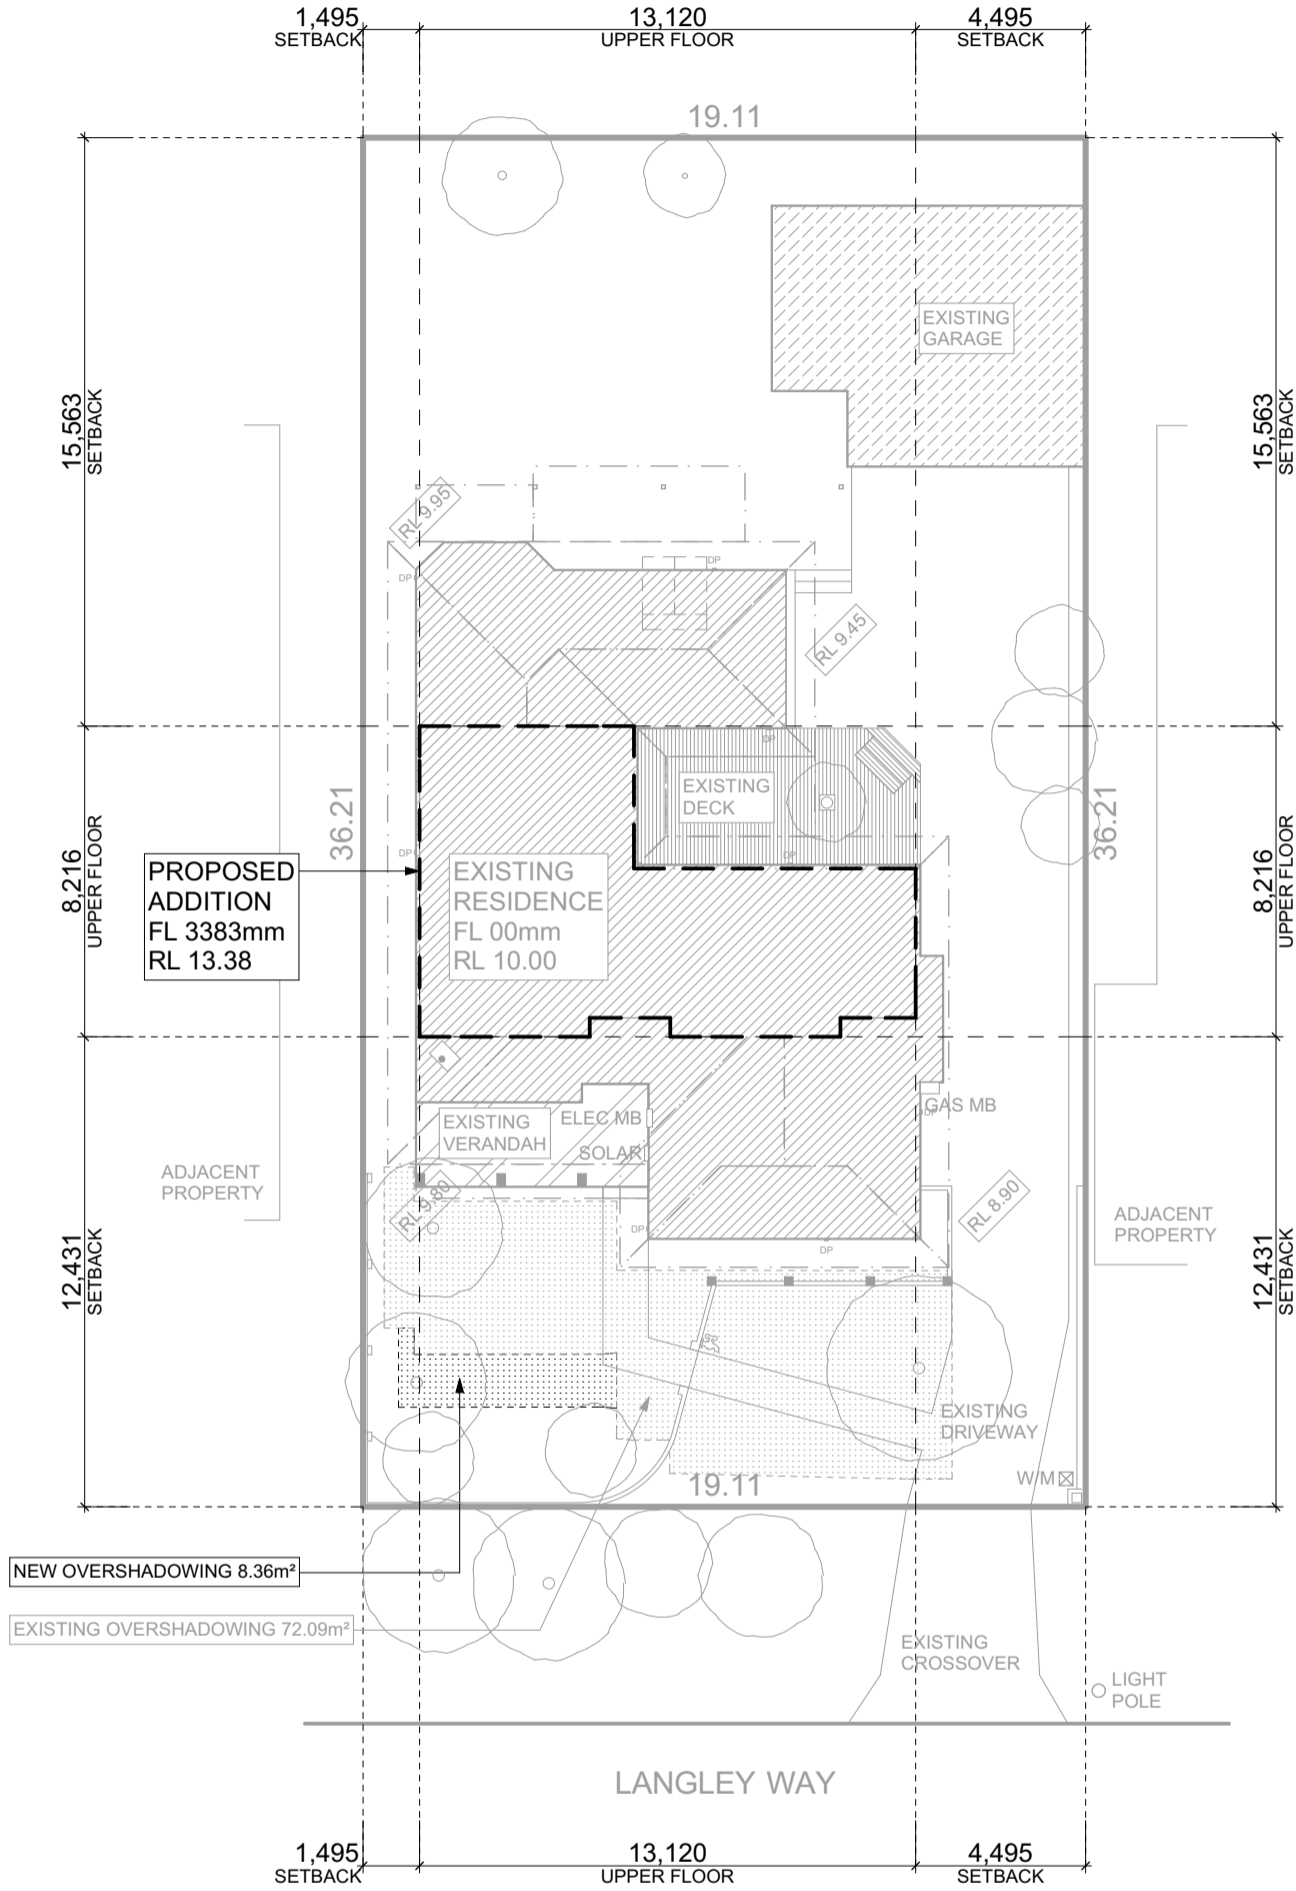 1,495
SETBACK
13,120
UPPER FLOOR
4,495
SETBACK
19.11
EXISTING
GARAGE
15,563
SETBACK
15,563
SETBACK
RL 9.95
DP
DP
RL 9.45
DP
EXISTING
DECK
36.21
36.21
8,216
UPPER FLOOR
8,216
UPPER FLOOR
DP
DP
PROPOSED
ADDITION
FL 3383mm
RL 13.38
EXISTING
RESIDENCE
FL 00mm
RL 10.00
GAS MB
DP
EXISTING
VERANDAH
ELEC MB
SOLAR
ADJACENT
PROPERTY
RL 9.80
RL 8.90
DP
DP
ADJACENT
PROPERTY
12,431
SETBACK
12,431
SETBACK
EXISTING
DRIVEWAY
W/M
19.11
NEW OVERSHADOWING 8.36m²
EXISTING OVERSHADOWING 72.09m²
EXISTING
CROSSOVER
LIGHT
POLE
LANGLEY WAY
1,495
SETBACK
13,120
UPPER FLOOR
4,495
SETBACK